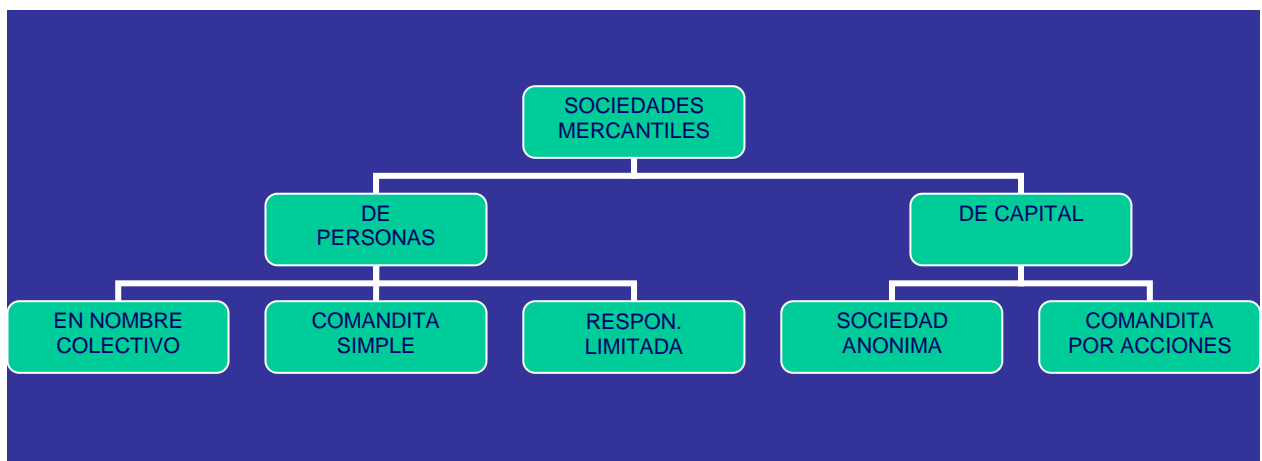 SOCIEDADES
MERCANTILES
DE
PERSONAS
DE CAPITAL
EN NOMBRE
COLECTIVO
COMANDITA
SIMPLE
RESPON.
LIMITADA
SOCIEDAD
ANONIMA
COMANDITA
POR ACCIONES